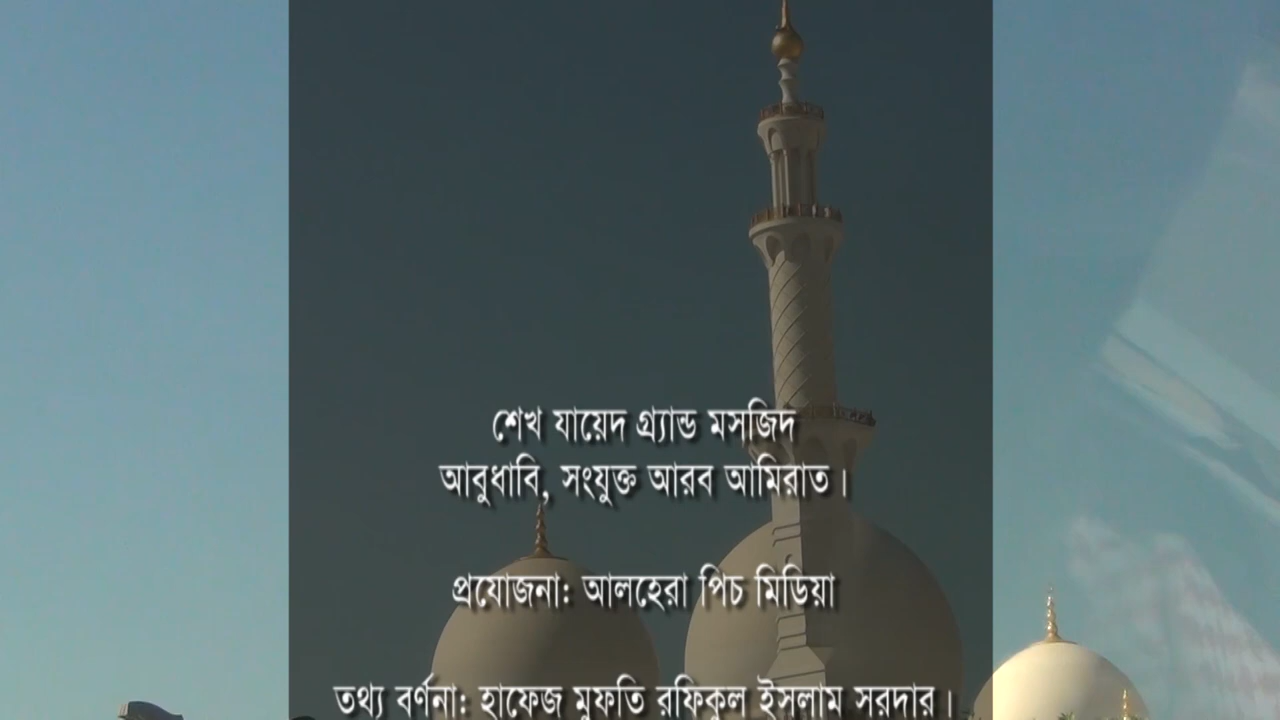 শেখ যায়েদ গ্র্যান্ড মসজিদ
আবুধাবি, সংযুক্ত আরব আমিরাত।
প্রযোজনা: আলহেরা পিচ মিডিয়া
তথ্য বর্ণনা: হাফেজ মুফতি রফিকুল ইসলাম সরদার।